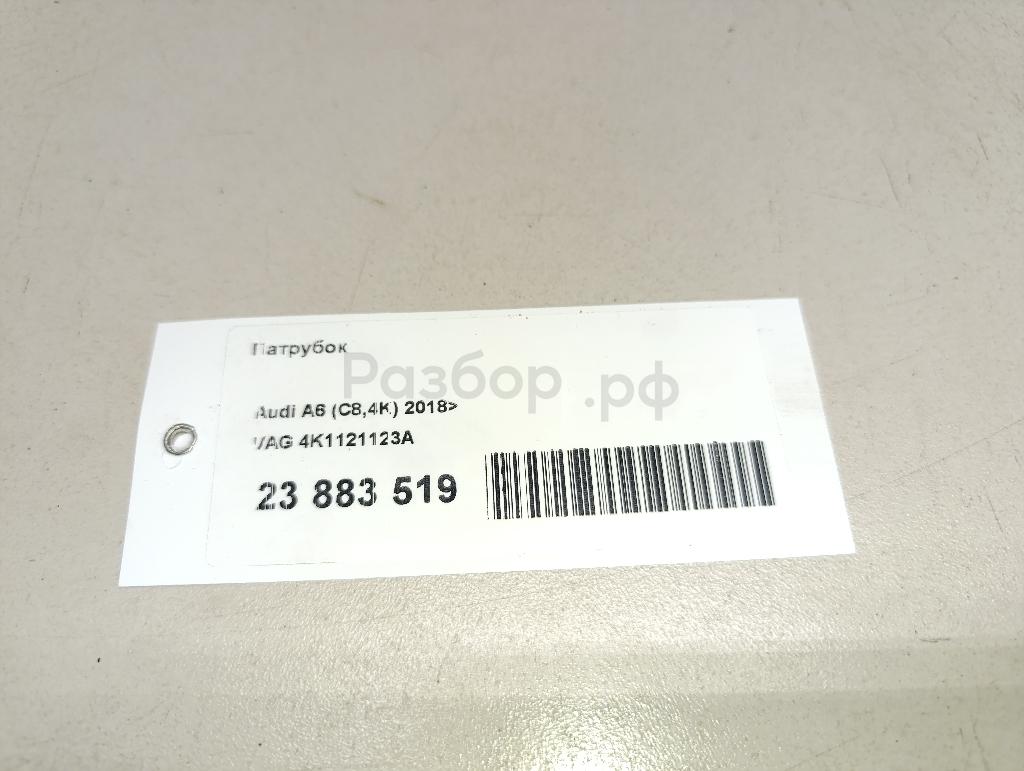 Патрубок
Разбор.рф
Audi A6 (C8,4K) 2018>
VAG 4K1121123A
23 883 519